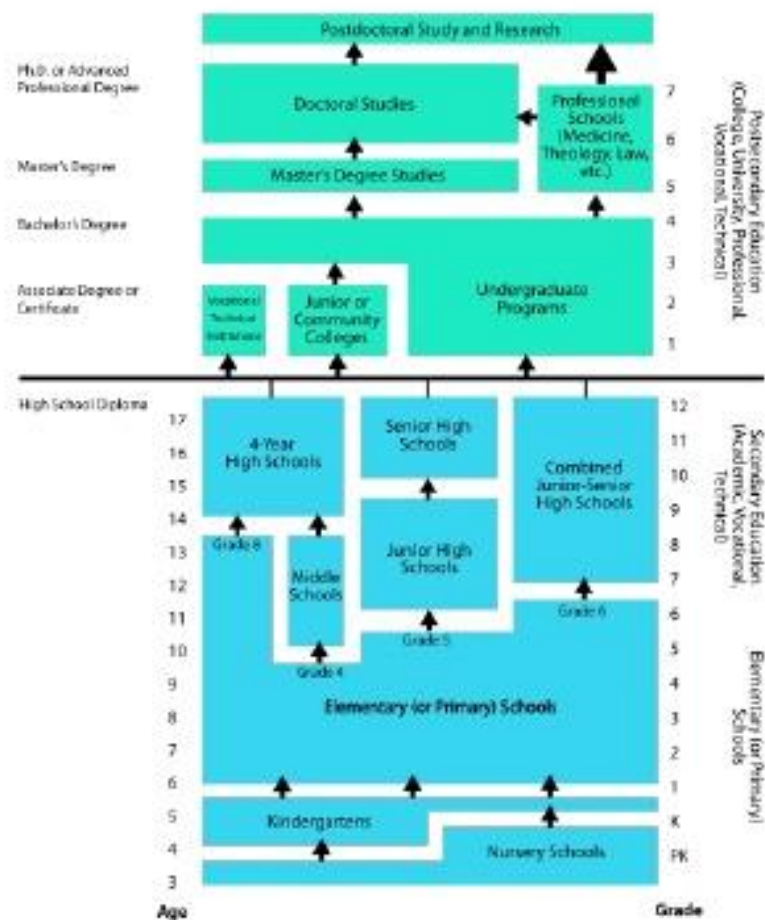 Postdoctoral Study and Research
Ph.D. or Advanced
Professional Degree
Doctoral Studies
Professional
Schools
(Medicine,
Theology, Law,
etc.)
7
6
5
Master's Degree
Master's Degree Studies
Bachelor's Degree
4
3
Associate Degree or
Certificate
Vocational
Technical
Institutions
Junior or
Community
Colleges
Undergraduate
Programs
2
1
Postsecondary Education
(College, University, Professional,
Vocational, Technical)
High School Diploma
17
16
15
14
13
12
11
10
9
8
7
6
5
4
3
Age
4-Year
High Schools
Senior High
Schools
Combined
Junior-Senior
High Schools
Grade 8
Middle
Schools
Junior High
Schools
Grade 4
Grade 5
Grade 6
Elementary (or Primary) Schools
Kindergartens
Nursery Schools
12
11
10
9
8
7
6
5
4
3
2
1
K
PK
Grade
Secondary Education
(Academic, Vocational,
Technical)
Elementary (or Primary)
Schools